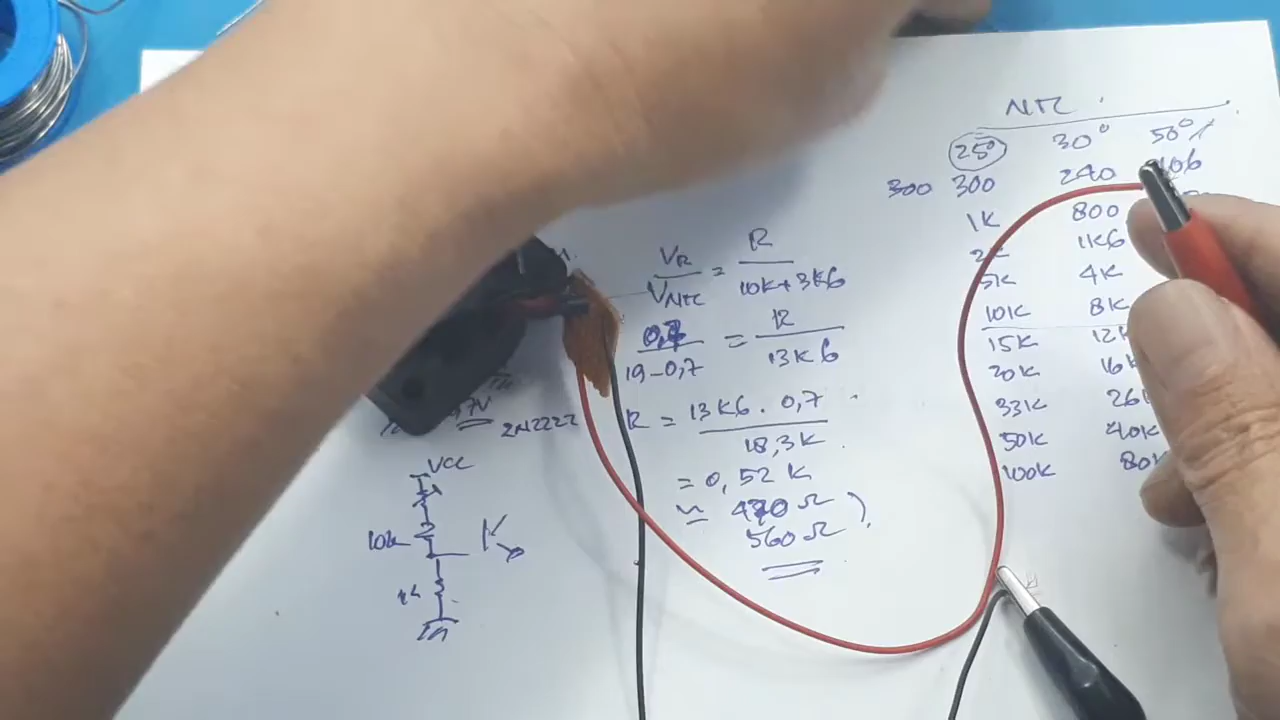 NTC
25° 30° 50°
300 300 240 106
1K 800
2K 1K6
5K 4K
10K 8K
15K 12K
20K 16K
33K 26K
50K 40K
100K 80K
VR / VNTC = R / 10K+3K6
0,7 / 19-0,7 = R / 13K6
R = 13K6 . 0,7 / 18,3K
= 0,52 K
≃ 470 Ω )
560 Ω
2N2222
VCC
10k